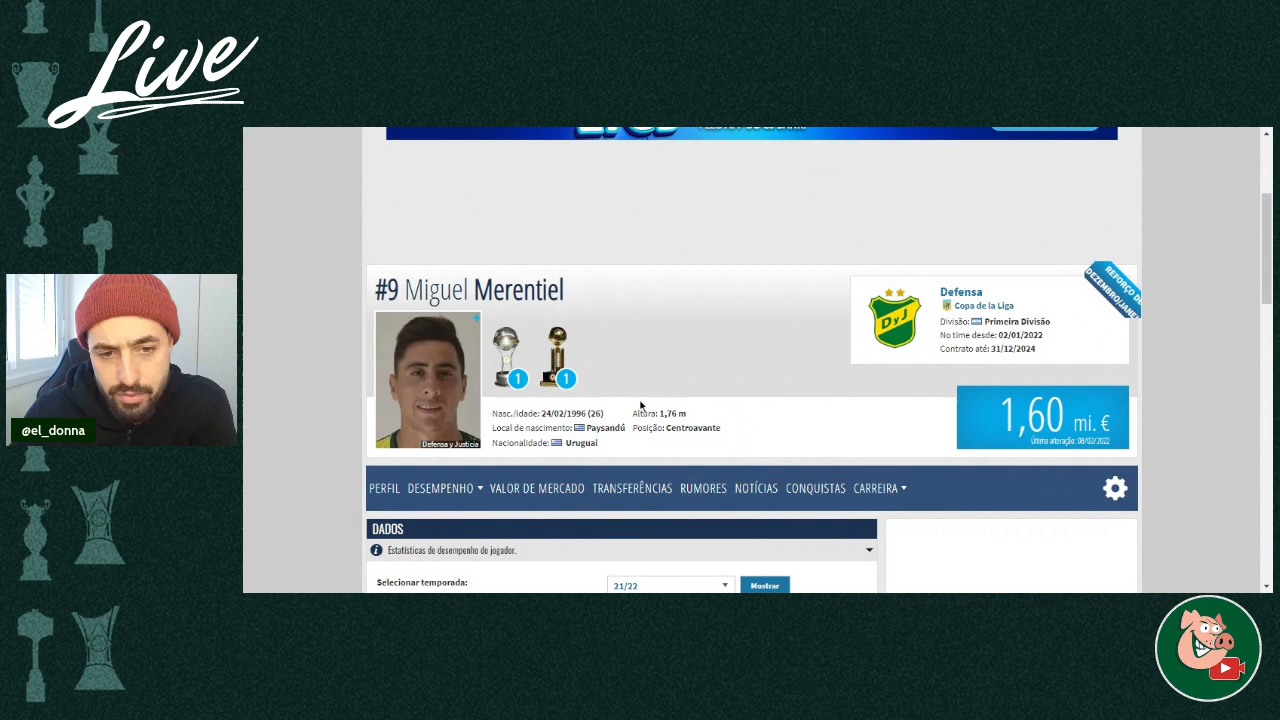 Live
#9 Miguel Merentiel
REFORÇO DE
Defensa
Copa de la Liga
Divisão: Primeira Divisão
No time desde: 02/01/2022
Contrato até: 31/12/2024
DvJ
1
1
Defensa y Justicia
Nasc./Idade: 24/02/1996 (26)
Altura: 1,76 m
Local de nascimento: Paysandú
Posição: Centroavante
Nacionalidade: Uruguai
1,60 mi. €
Última alteração: 08/02/2022
@el_donna
PERFIL DESEMPENHO VALOR DE MERCADO TRANSFERÊNCIAS RUMORES NOTÍCIAS CONQUISTAS CARREIRA
DADOS
Estatísticas de desempenho do jogador.
Selecionar temporada: 21/22 Mostrar